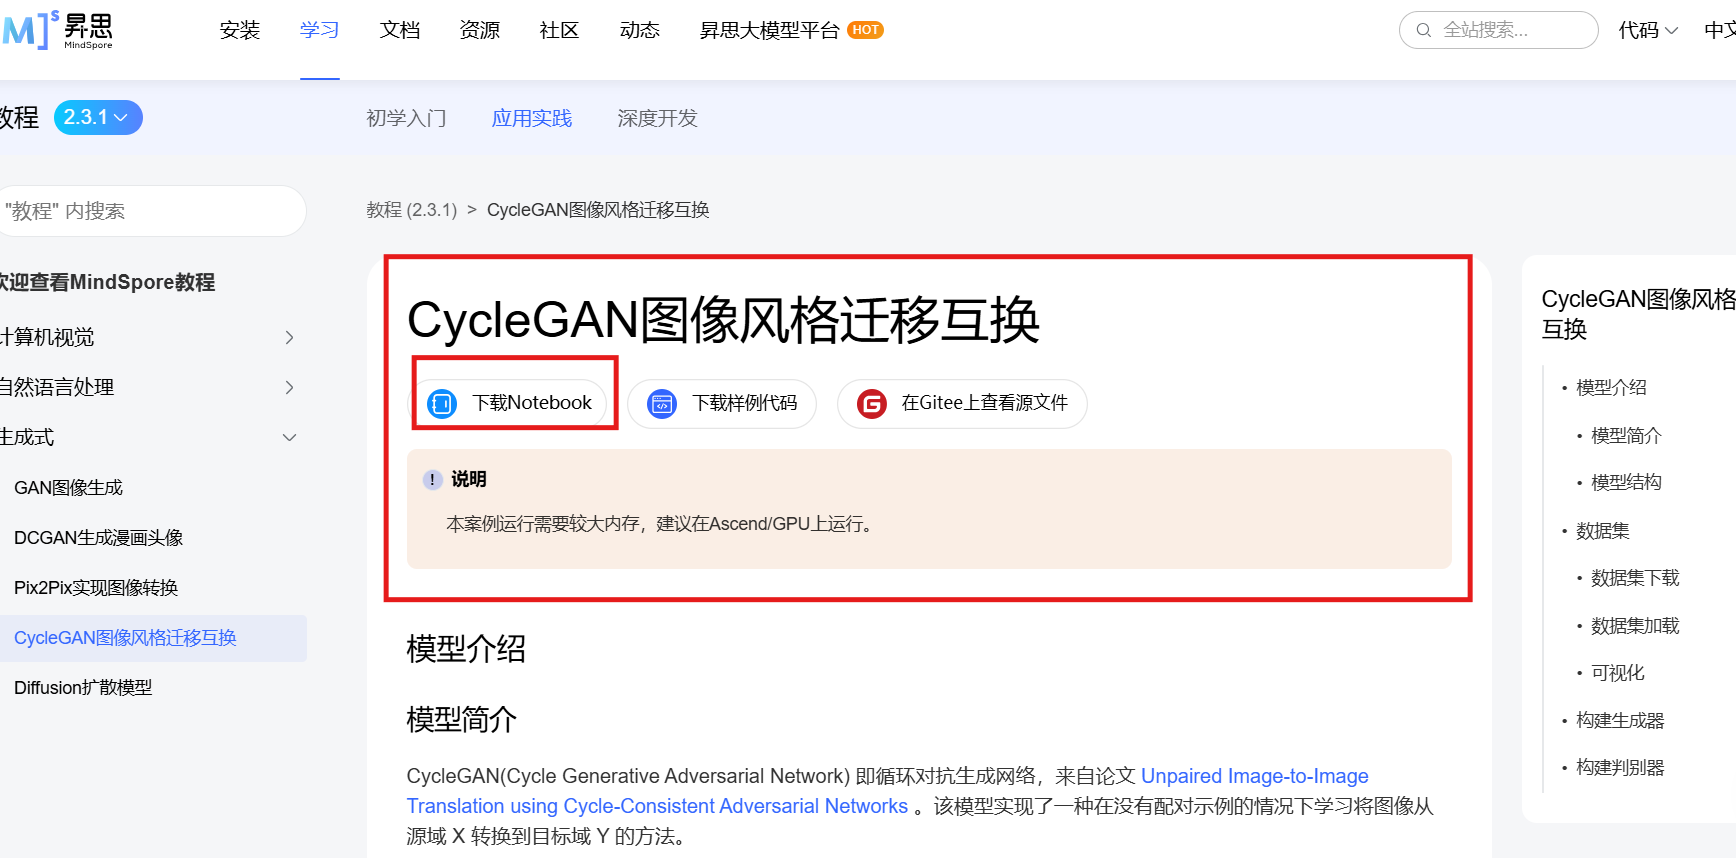 M]s 昇思
MindSpore
安装 学习 文档 资源 社区 动态 昇思大模型平台 HOT 全站搜索... 代码 中文
教程 2.3.1 初学入门 应用实践 深度开发
"教程" 内搜索
教程 (2.3.1) > CycleGAN图像风格迁移互换
欢迎查看MindSpore教程
计算机视觉
自然语言处理
生成式
GAN图像生成
DCGAN生成漫画头像
Pix2Pix实现图像转换
CycleGAN图像风格迁移互换
Diffusion扩散模型
CycleGAN图像风格迁移互换
下载Notebook 下载样例代码 在Gitee上查看源文件
! 说明
本案例运行需要较大内存，建议在Ascend/GPU上运行。
模型介绍
模型简介
CycleGAN(Cycle Generative Adversarial Network) 即循环对抗生成网络，来自论文 Unpaired Image-to-Image
Translation using Cycle-Consistent Adversarial Networks 。该模型实现了一种在没有配对示例的情况下学习将图像从
源域 X 转换到目标域 Y 的方法。
CycleGAN图像风格
互换
• 模型介绍
• 模型简介
• 模型结构
• 数据集
• 数据集下载
• 数据集加载
• 可视化
• 构建生成器
• 构建判别器